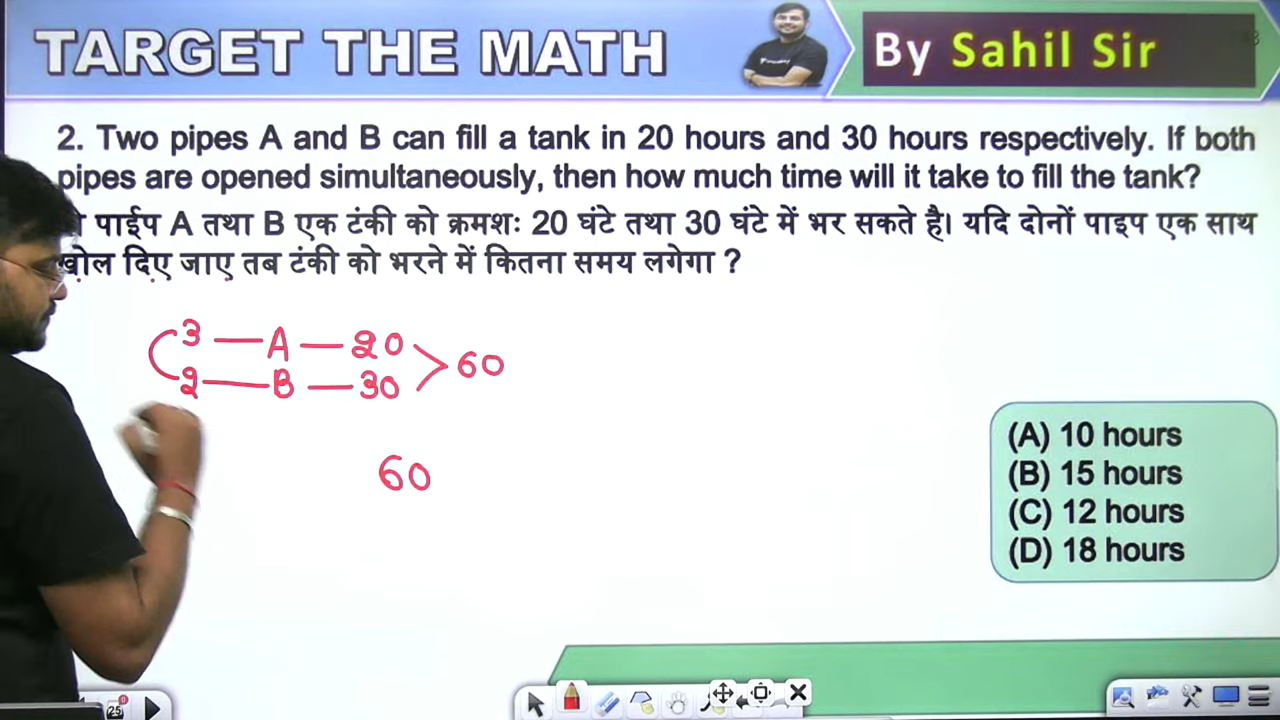 TARGET THE MATH
By Sahil Sir
2. Two pipes A and B can fill a tank in 20 hours and 30 hours respectively. If both
pipes are opened simultaneously, then how much time will it take to fill the tank?
पाईप A तथा B एक टंकी को क्रमशः 20 घंटे तथा 30 घंटे में भर सकते है। यदि दोनों पाइप एक साथ
खोल दिए जाए तब टंकी को भरने में कितना समय लगेगा ?
3 — A — 20
2 — B — 30
60
60
(A) 10 hours
(B) 15 hours
(C) 12 hours
(D) 18 hours
25